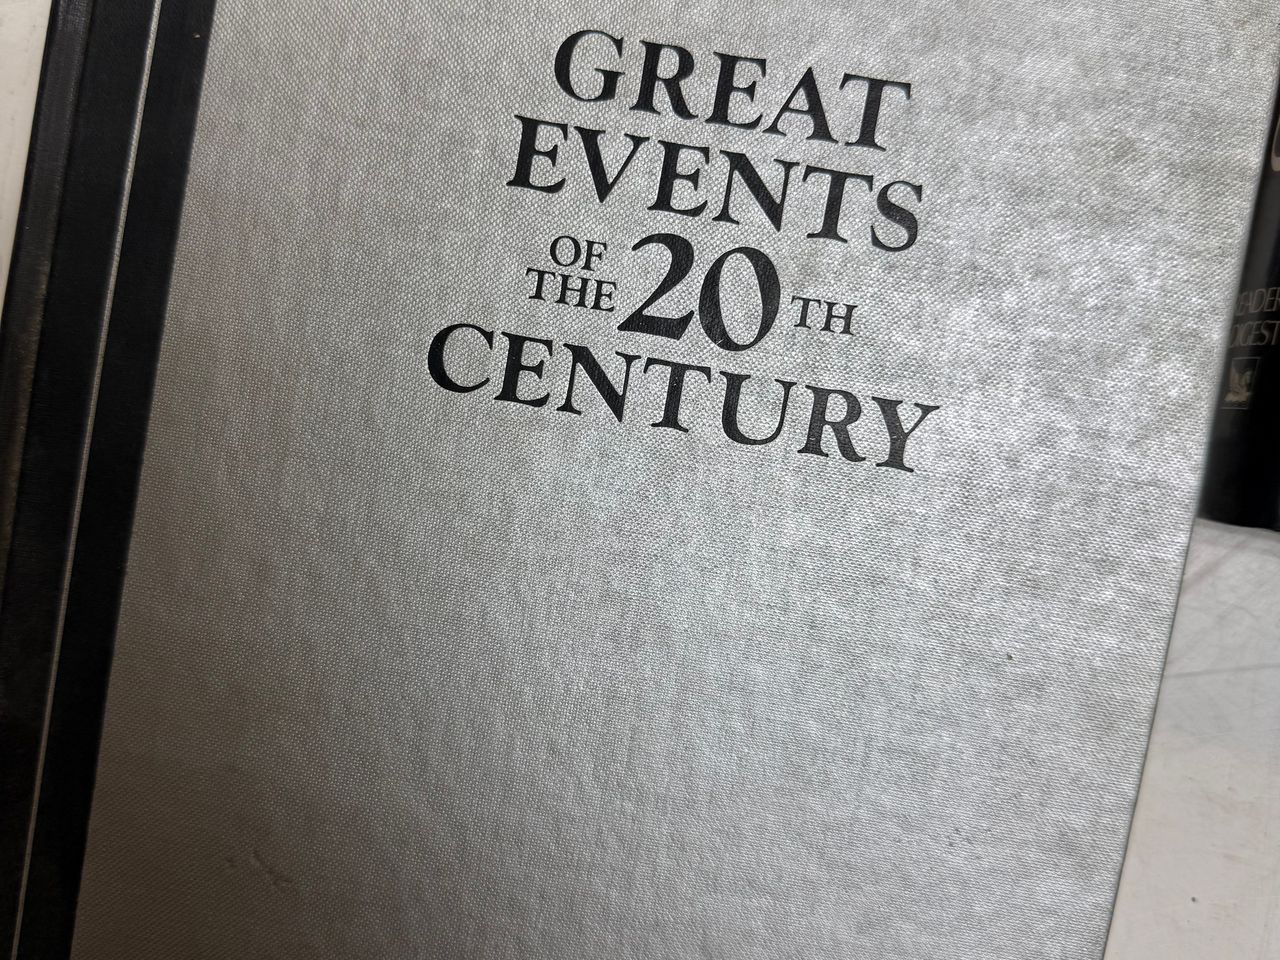 GREAT
EVENTS
OF
THE 20TH
CENTURY